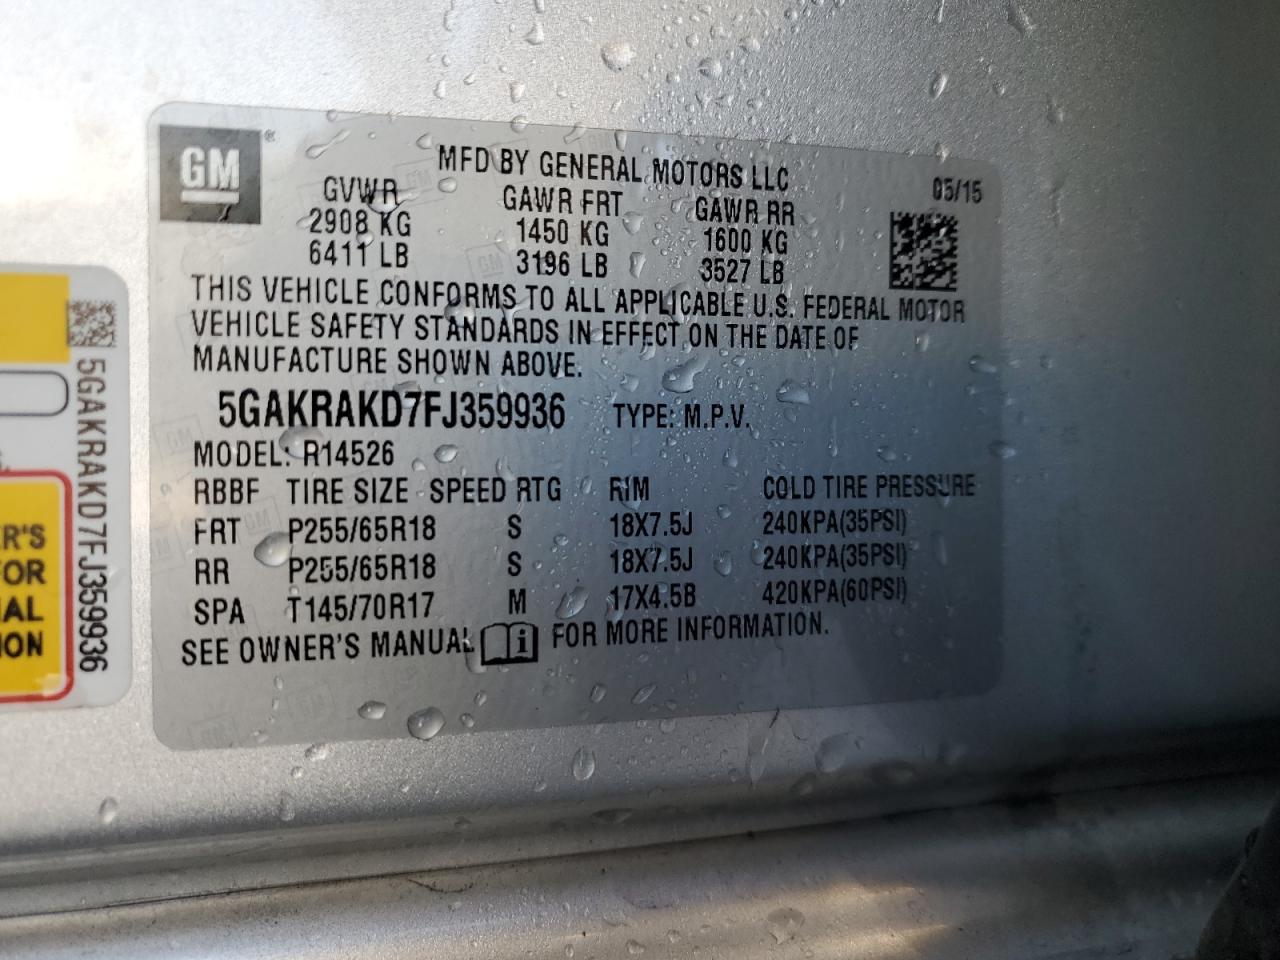 GM ®
MFD BY GENERAL MOTORS LLC
05/15
GVWR GAWR FRT GAWR RR
2908 KG 1450 KG 1600 KG
6411 LB 3196 LB 3527 LB
THIS VEHICLE CONFORMS TO ALL APPLICABLE U.S. FEDERAL MOTOR
VEHICLE SAFETY STANDARDS IN EFFECT ON THE DATE OF
MANUFACTURE SHOWN ABOVE.
5GAKRAKD7FJ359936 TYPE: M.P.V.
MODEL: R14526
RBBF TIRE SIZE SPEED RTG RIM COLD TIRE PRESSURE
FRT P255/65R18 S 18X7.5J 240KPA(35PSI)
RR P255/65R18 S 18X7.5J 240KPA(35PSI)
SPA T145/70R17 M 17X4.5B 420KPA(60PSI)
SEE OWNER'S MANUAL i FOR MORE INFORMATION.
5GAKRAKD7FJ359936
ER'S
FOR
NAL
ON